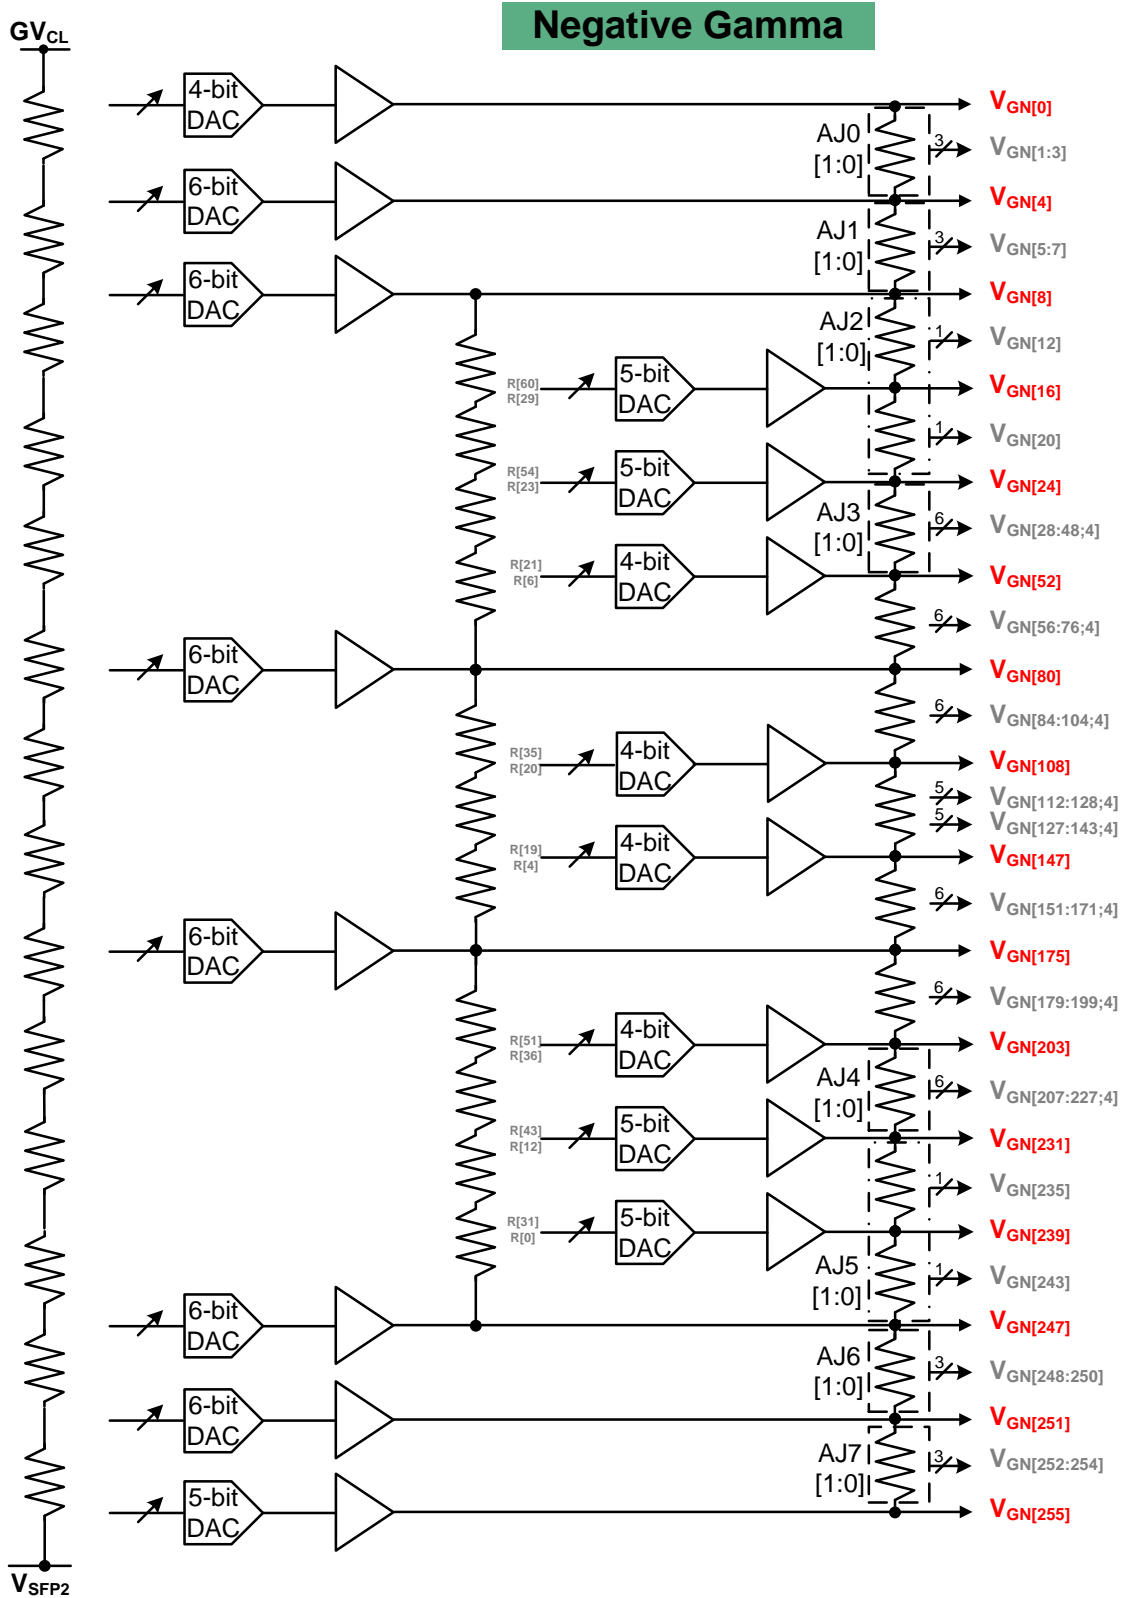 Negative Gamma
GVCL
4-bit
DAC
VGN[0]
AJ0
[1:0]
3
VGN[1:3]
6-bit
DAC
VGN[4]
AJ1
[1:0]
3
VGN[5:7]
6-bit
DAC
VGN[8]
AJ2
[1:0]
1
VGN[12]
R[60]
R[29]
5-bit
DAC
VGN[16]
1
VGN[20]
R[54]
R[23]
5-bit
DAC
VGN[24]
AJ3
[1:0]
6
VGN[28:48;4]
R[21]
R[6]
4-bit
DAC
VGN[52]
6
VGN[56:76;4]
6-bit
DAC
VGN[80]
6
VGN[84:104;4]
R[35]
R[20]
4-bit
DAC
VGN[108]
5
VGN[112:128;4]
5
VGN[127:143;4]
R[19]
R[4]
4-bit
DAC
VGN[147]
6
VGN[151:171;4]
6-bit
DAC
VGN[175]
6
VGN[179:199;4]
R[51]
R[36]
4-bit
DAC
VGN[203]
AJ4
[1:0]
6
VGN[207:227;4]
R[43]
R[12]
5-bit
DAC
VGN[231]
1
VGN[235]
R[31]
R[0]
5-bit
DAC
VGN[239]
AJ5
[1:0]
1
VGN[243]
6-bit
DAC
VGN[247]
AJ6
[1:0]
3
VGN[248:250]
6-bit
DAC
VGN[251]
AJ7
[1:0]
3
VGN[252:254]
5-bit
DAC
VGN[255]
VSFP2